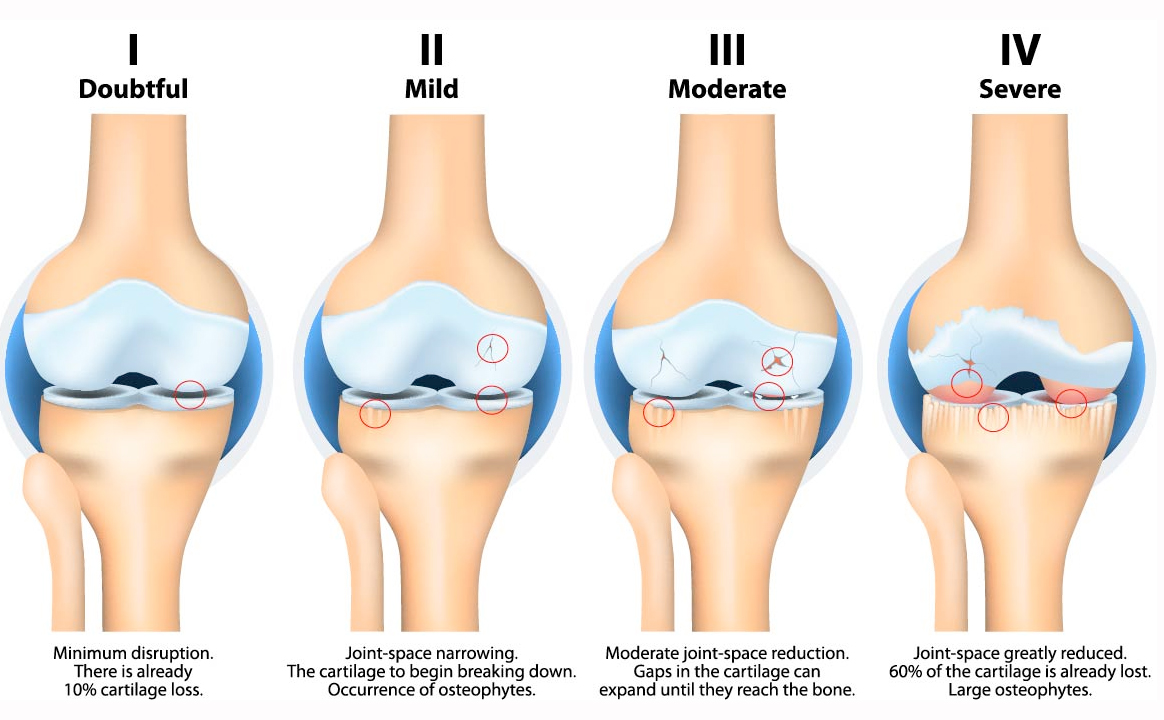 I
Doubtful
Minimum disruption.
There is already
10% cartilage loss.
II
Mild
Joint-space narrowing.
The cartilage to begin breaking down.
Occurrence of osteophytes.
III
Moderate
Moderate joint-space reduction.
Gaps in the cartilage can
expand until they reach the bone.
IV
Severe
Joint-space greatly reduced.
60% of the cartilage is already lost.
Large osteophytes.